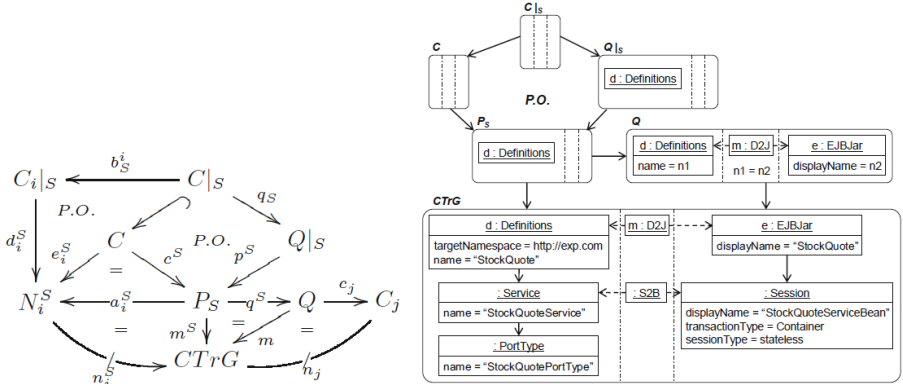 b_S^i
C_i|_S
C|_S
P.O.
q_S
d_i^S
e_i^S
C
P.O.
Q|_S
=
c^S
p^S
N_i^S
a_i^S
P_S
q^S
Q
c_j
C_j
=
m^S
=
m
=
n_i^S
CTrG
n_j
C|_S
C
Q|_S
d : Definitions
P.O.
P_S
d : Definitions
Q
d : Definitions
name = n1
m : D2J
n1 = n2
e : EJBJar
displayName = n2
CTrG
d : Definitions
targetNamespace = http://exp.com
name = “StockQuote”
m : D2J
e : EJBJar
displayName = “StockQuote”
: Service
name = “StockQuoteService”
: S2B
: Session
displayName = “StockQuoteServiceBean”
transactionType = Container
sessionType = stateless
: PortType
name = “StockQuotePortType”